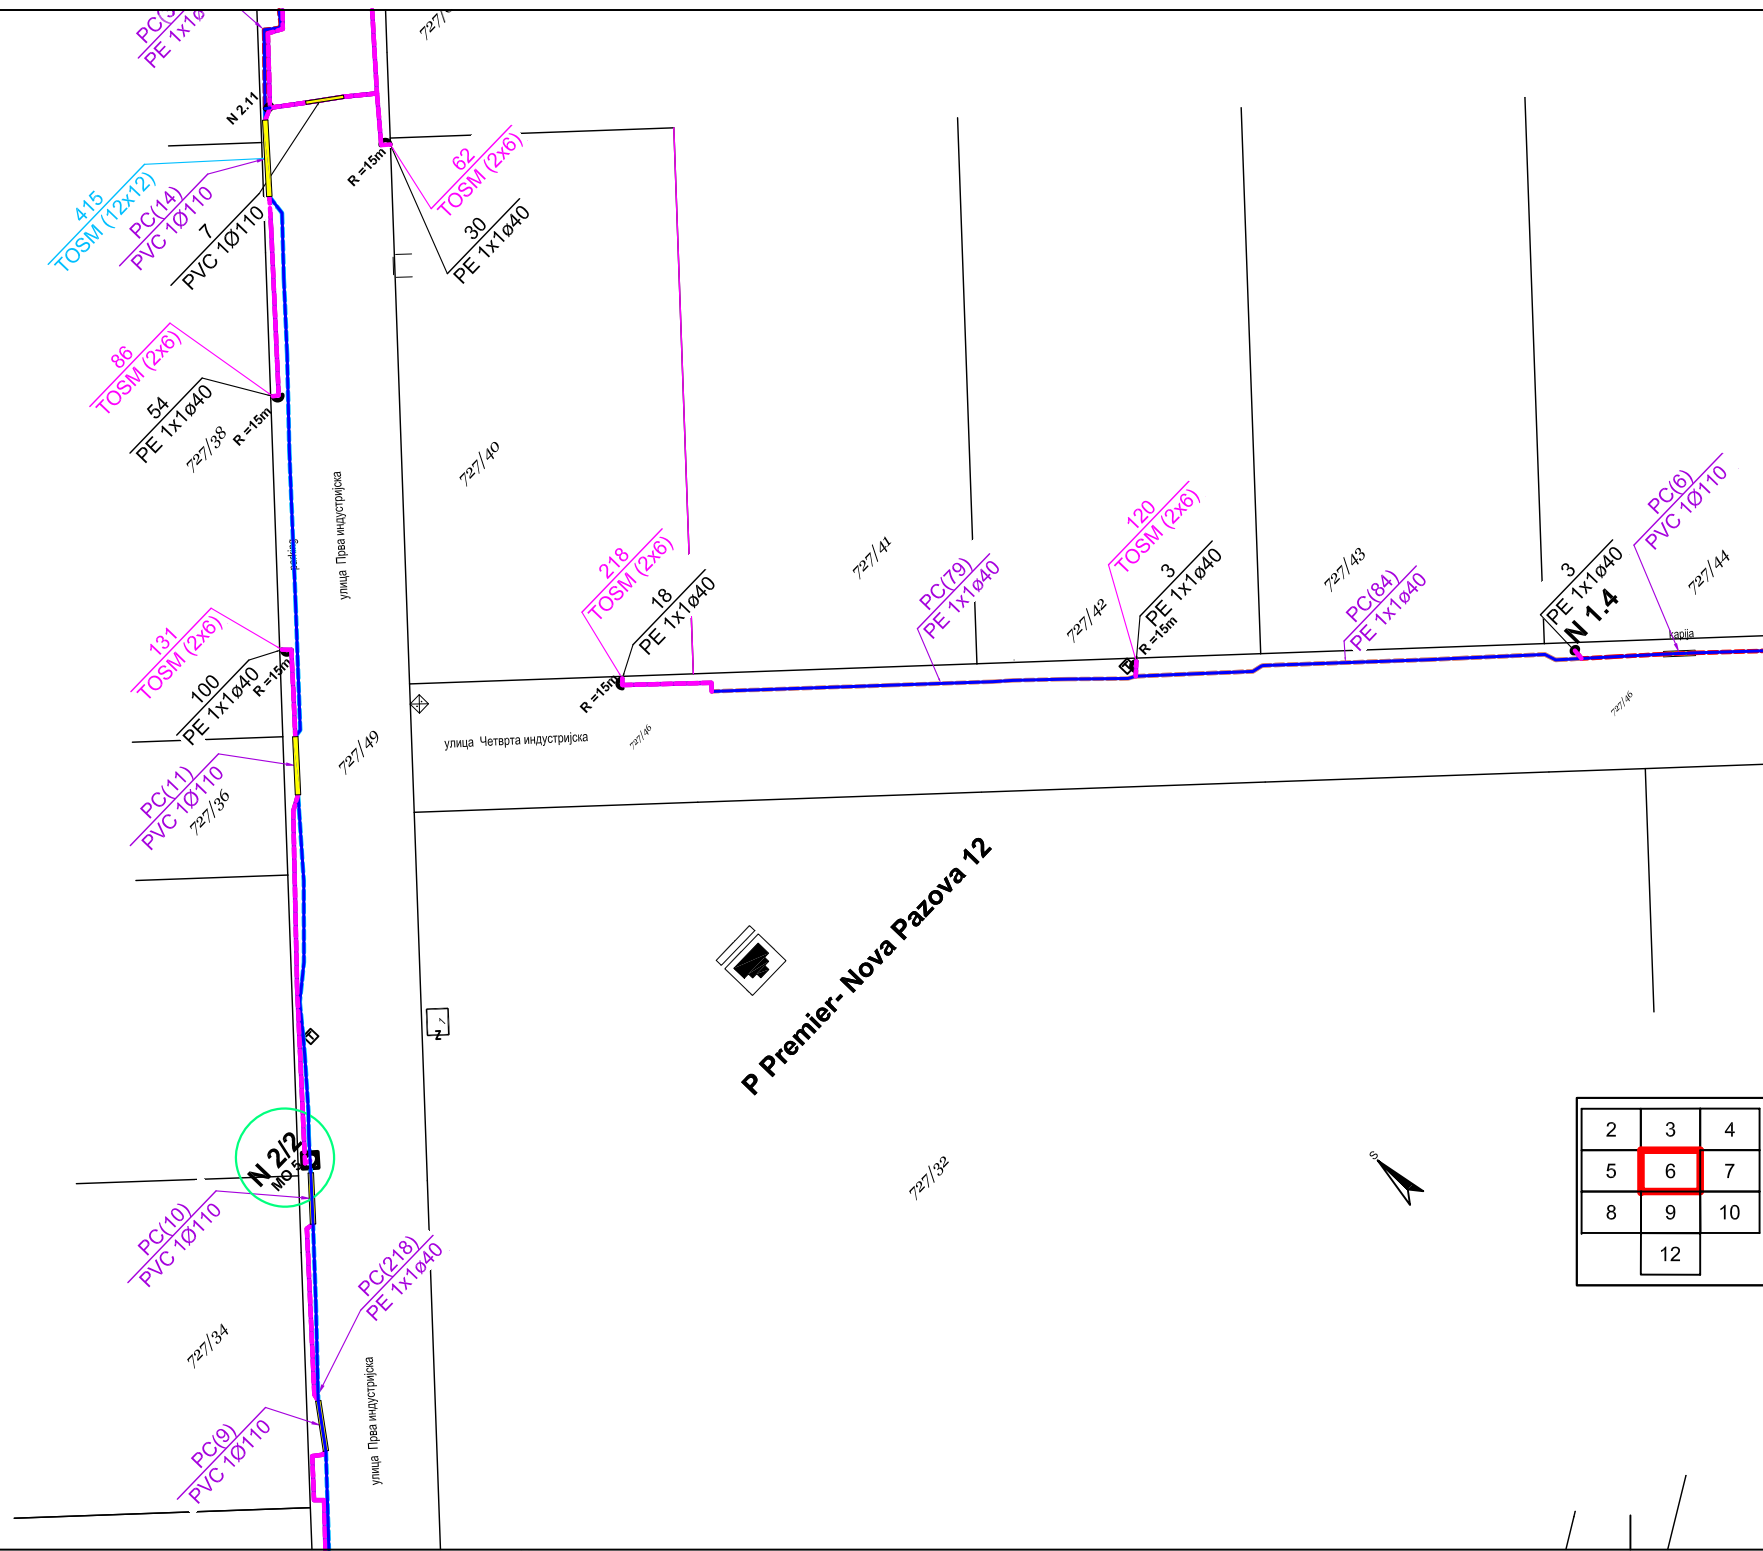 PE 1x1ø
727/
N 2.11
R =15m
62
TOSM (2x6)
30
PE 1x1ø40
415
TOSM (12x12)
PC(14)
PVC 1Ø110
7
PVC 1Ø110
86
TOSM (2x6)
54
PE 1x1ø40
R =15m
727/38
727/40
улица Прва индустријска
parking
218
TOSM (2x6)
18
PE 1x1ø40
R =15m
727/41
PC(79)
PE 1x1ø40
120
TOSM (2x6)
3
PE 1x1ø40
R =15m
727/42
727/43
PC(84)
PE 1x1ø40
3
PE 1x1ø40
N 1.4
PC(6)
PVC 1Ø110
727/44
kapija
727/46
131
TOSM (2x6)
100
PE 1x1ø40
R =15m
727/49
улица Четврта индустријска
727/46
PC(11)
PVC 1Ø110
727/36
P Premier- Nova Pazova 12
Z
N 2/2
MO 5
PC(10)
PVC 1Ø110
PC(218)
PE 1x1ø40
727/32
S
2 3 4
5 6 7
8 9 10
12
727/34
улица Прва индустријска
PC(9)
PVC 1Ø110